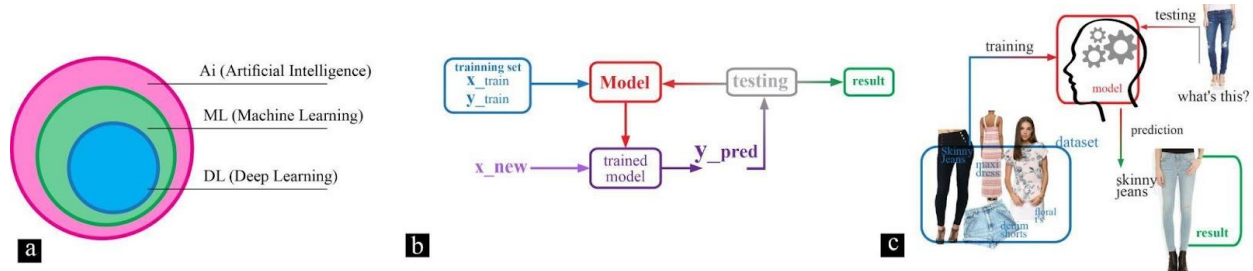 Ai (Artificial Intelligence)
ML (Machine Learning)
DL (Deep Learning)
a
trainning set
x_train
y_train
Model
testing
result
x_new
trained
model
y_pred
b
testing
training
model
what's this?
prediction
dataset
Skinny
Jeans
maxi
dress
floral
denim
shorts
skinny
jeans
result
c